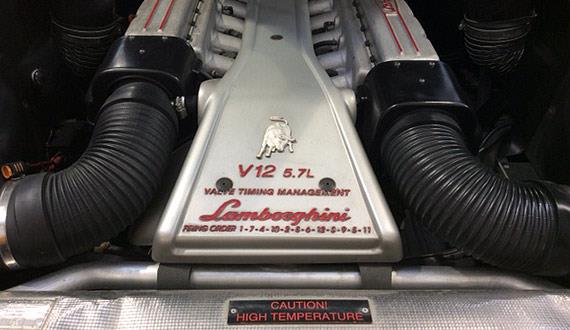 V12 5.7L
VALVE TIMING MANAGEMENT
Lamborghini
FIRING ORDER 1-7-4-10-2-8-6-12-3-9-5-11
CAUTION!
HIGH TEMPERATURE